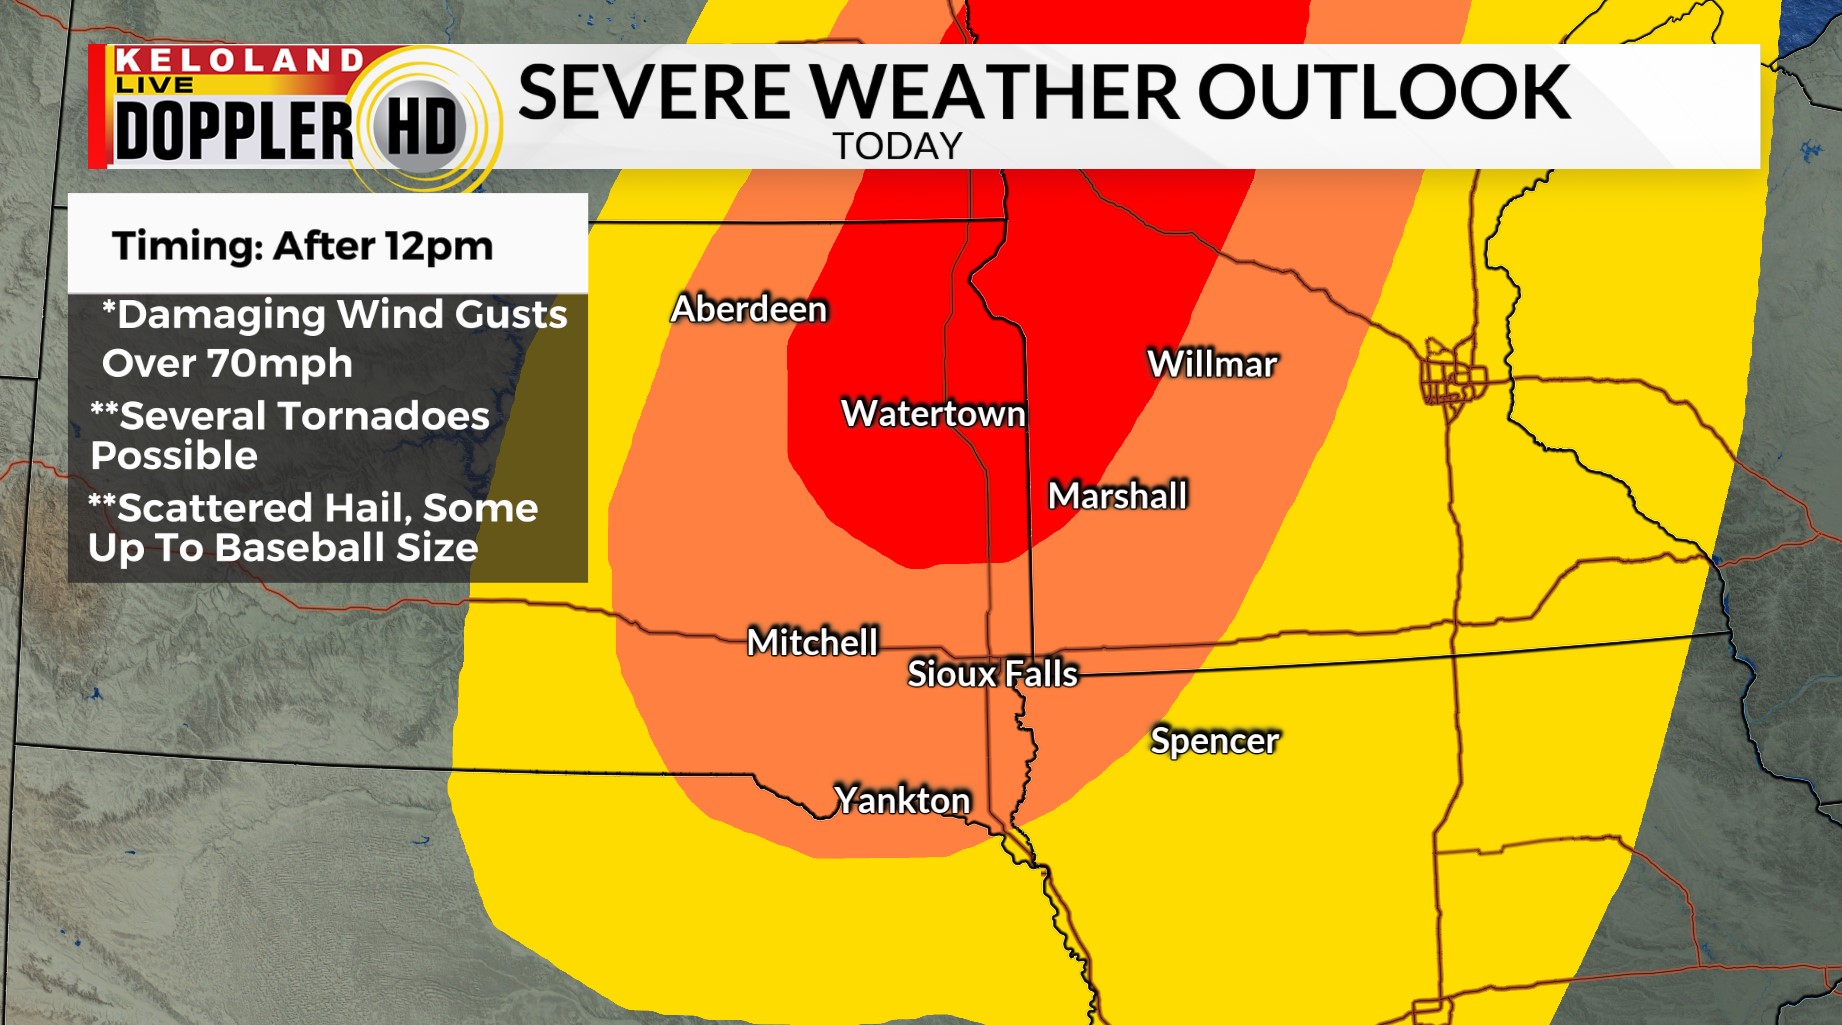 KELOLAND
LIVE
DOPPLER HD
SEVERE WEATHER OUTLOOK
TODAY
Timing: After 12pm
*Damaging Wind Gusts
Over 70mph
**Several Tornadoes
Possible
**Scattered Hail, Some
Up To Baseball Size
Aberdeen
Willmar
Watertown
Marshall
Mitchell
Sioux Falls
Spencer
Yankton